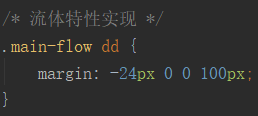 /* 流体特性实现 */
.main-flow dd {
margin: -24px 0 0 100px;
}